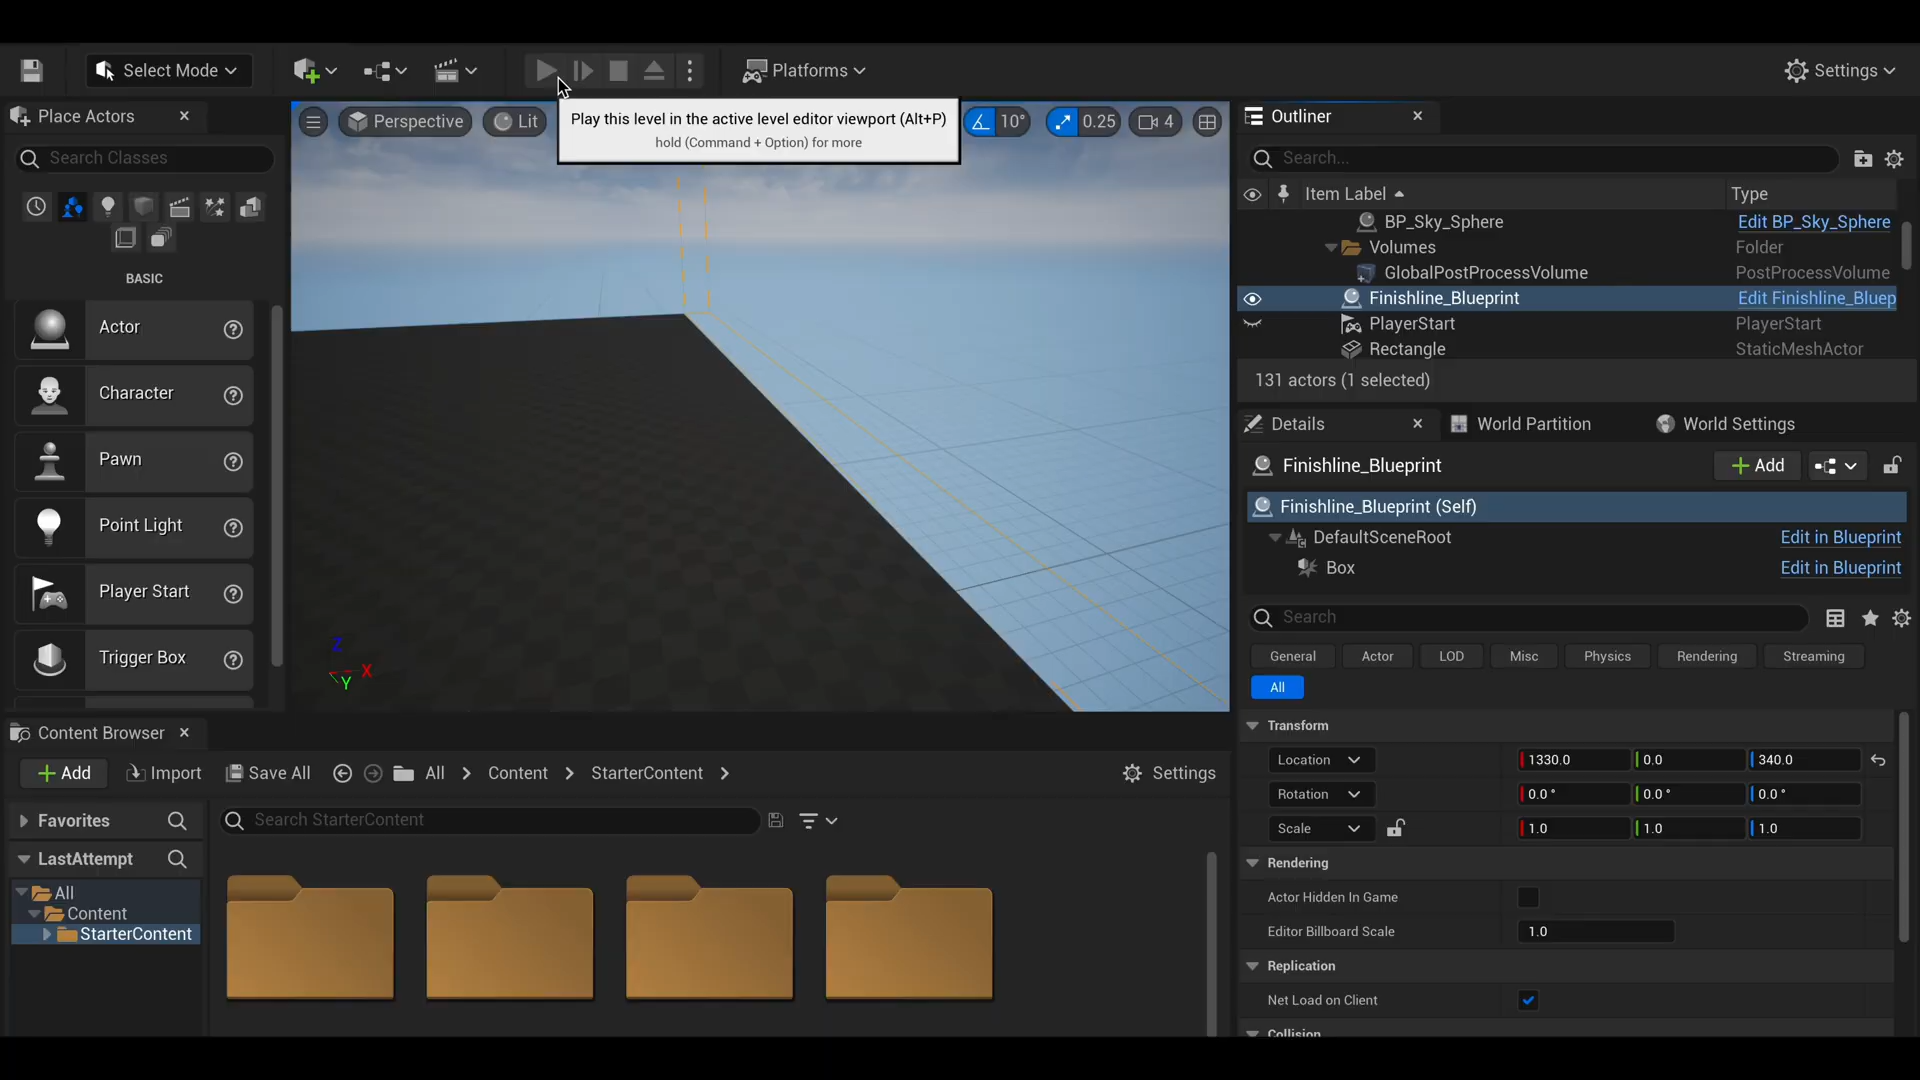 Select Mode
Platforms
Settings
Place Actors
Search Classes
BASIC
Actor
Character
Pawn
Point Light
Player Start
Trigger Box
Perspective
Lit
10°
0.25
4
Play this level in the active level editor viewport (Alt+P)
hold (Command + Option) for more
Z
X
Y
Outliner
Search...
Item Label
Type
BP_Sky_Sphere
Edit BP_Sky_Sphere
Volumes
Folder
GlobalPostProcessVolume
PostProcessVolume
Finishline_Blueprint
Edit Finishline_Bluep
PlayerStart
PlayerStart
Rectangle
StaticMeshActor
131 actors (1 selected)
Details
World Partition
World Settings
Finishline_Blueprint
Add
Finishline_Blueprint (Self)
DefaultSceneRoot
Edit in Blueprint
Box
Edit in Blueprint
Search
General
Actor
LOD
Misc
Physics
Rendering
Streaming
All
Transform
Location
1330.0
0.0
340.0
Rotation
0.0 °
0.0 °
0.0 °
Scale
1.0
1.0
1.0
Rendering
Actor Hidden In Game
Editor Billboard Scale
1.0
Replication
Net Load on Client
Collision
Content Browser
Add
Import
Save All
All
Content
StarterContent
Settings
Favorites
Search StarterContent
LastAttempt
All
Content
StarterContent